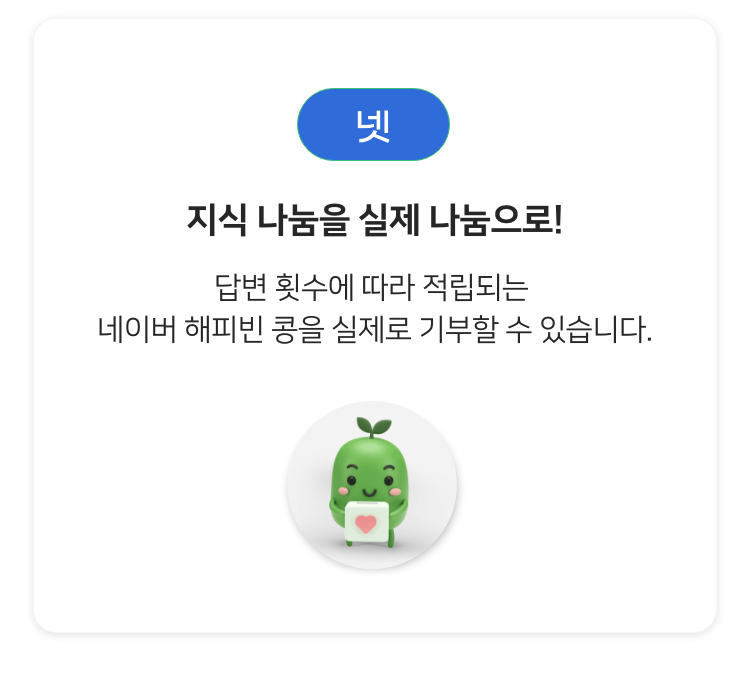 넷
지식 나눔을 실제 나눔으로!
답변 횟수에 따라 적립되는
네이버 해피빈 콩을 실제로 기부할 수 있습니다.